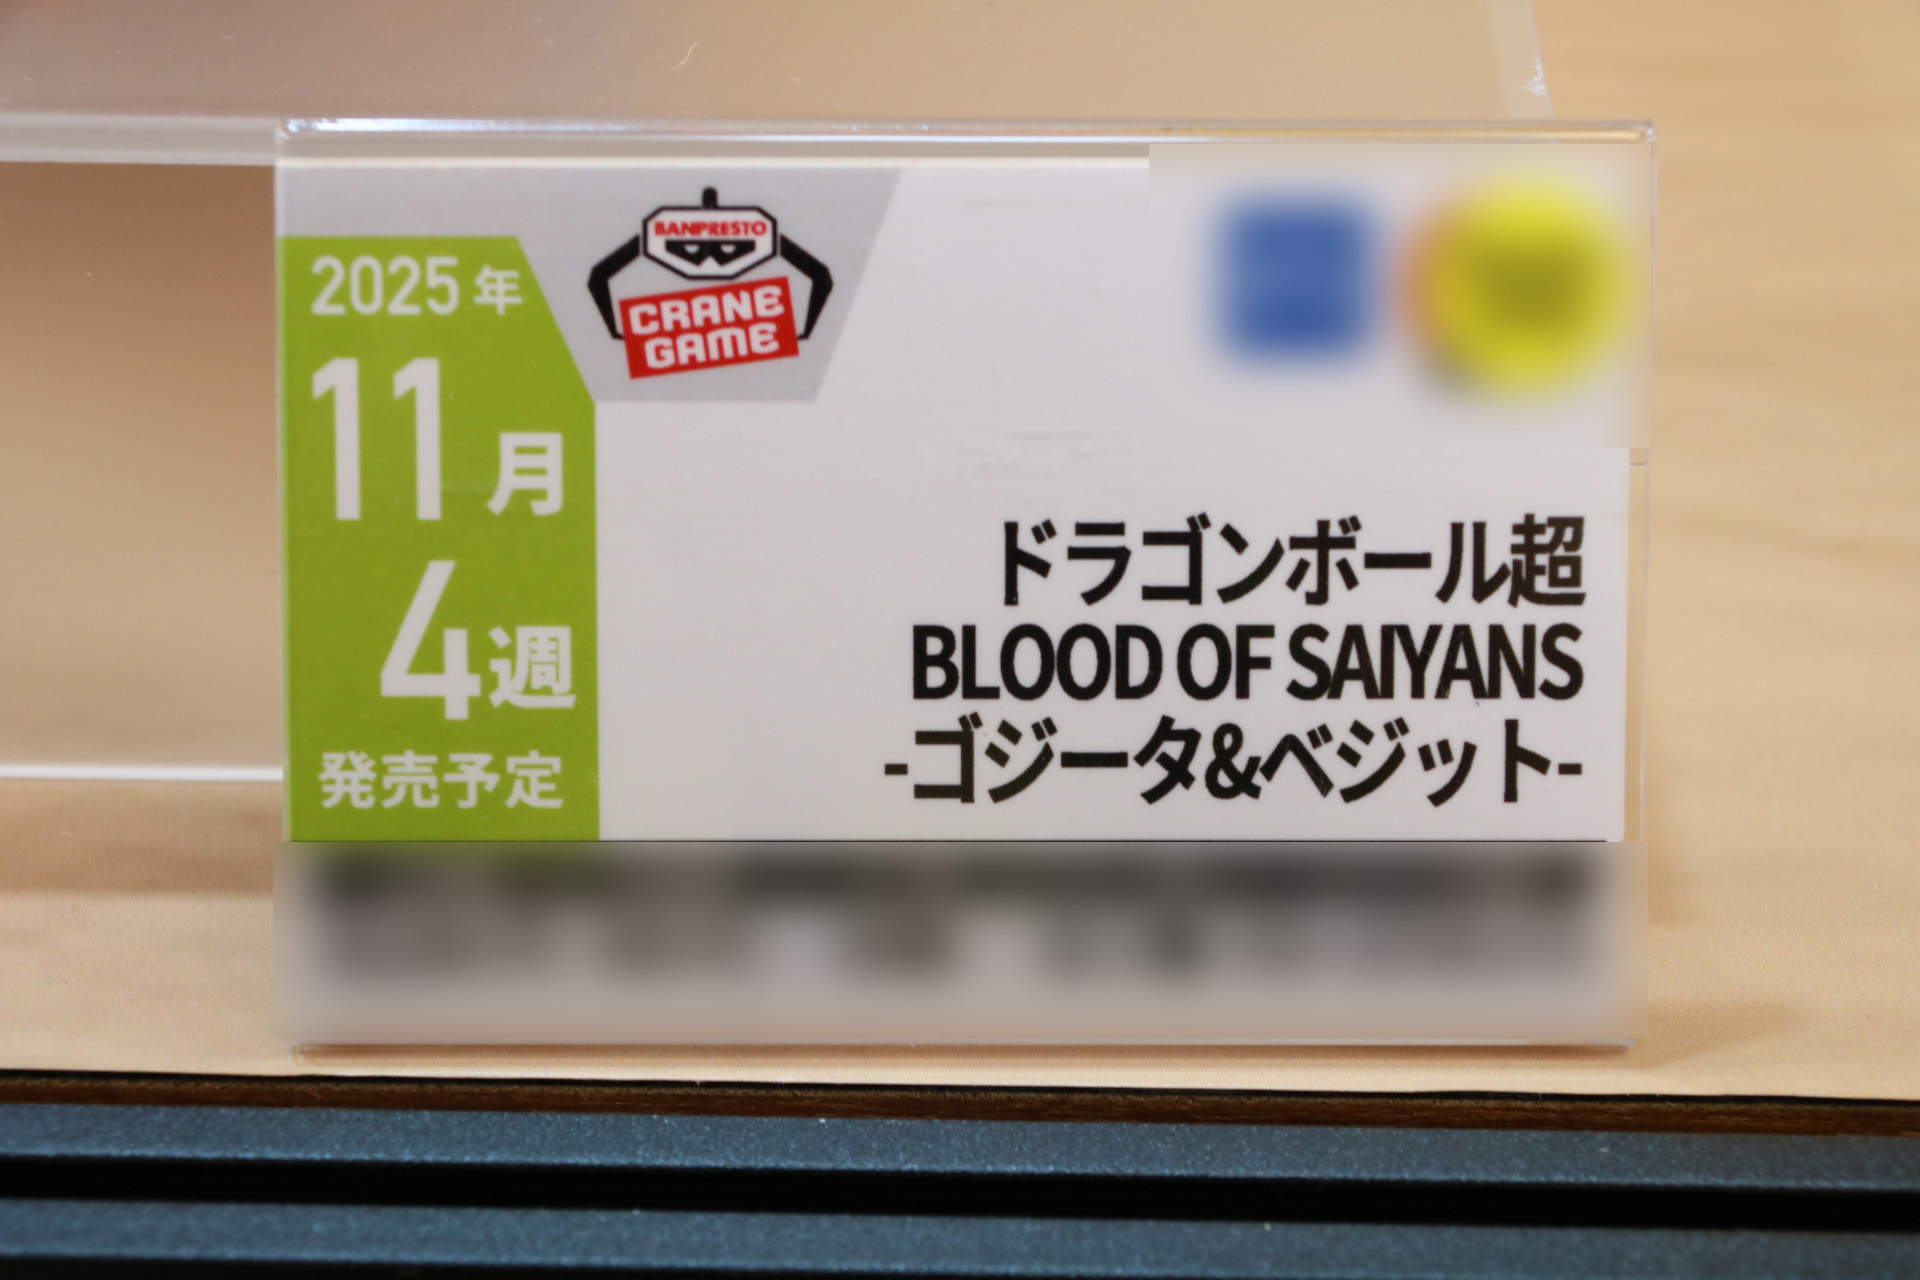 2025年
11月
4週
発売予定
BANPRESTO
CRANE
GAME
ドラゴンボール超
BLOOD OF SAIYANS
-ゴジータ&ベジット-